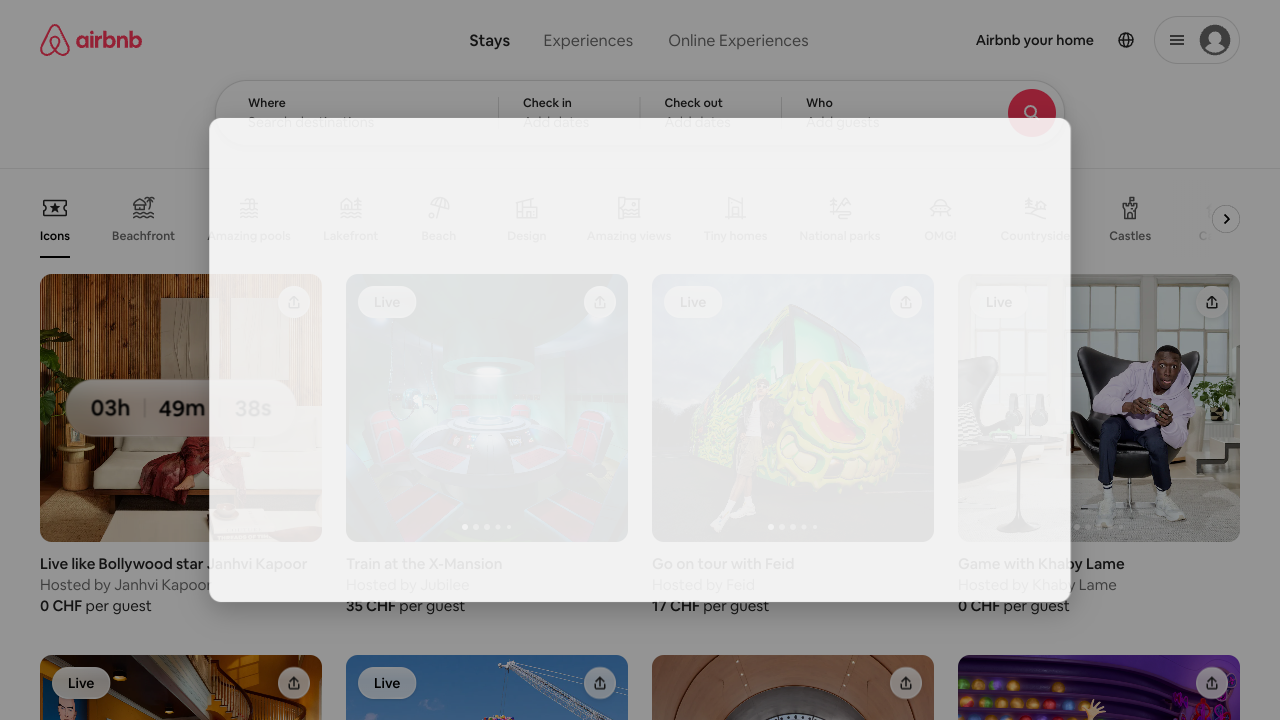 airbnb
Stays
Experiences
Online Experiences
Airbnb your home
Where
Search destinations
Check in
Add dates
Check out
Add dates
Who
Add guests
Icons
Beachfront
Amazing pools
Lakefront
Beach
Design
Amazing views
Tiny homes
National parks
OMG!
Countryside
Castles
Live
Live
Live
03h 49m 38s
Live like Bollywood star Janhvi Kapoor
Hosted by Janhvi Kapoor
0 CHF per guest
Train at the X-Mansion
Hosted by Jubilee
35 CHF per guest
Go on tour with Feid
Hosted by Feid
17 CHF per guest
Game with Khaby Lame
Hosted by Khaby Lame
0 CHF per guest
Live
Live